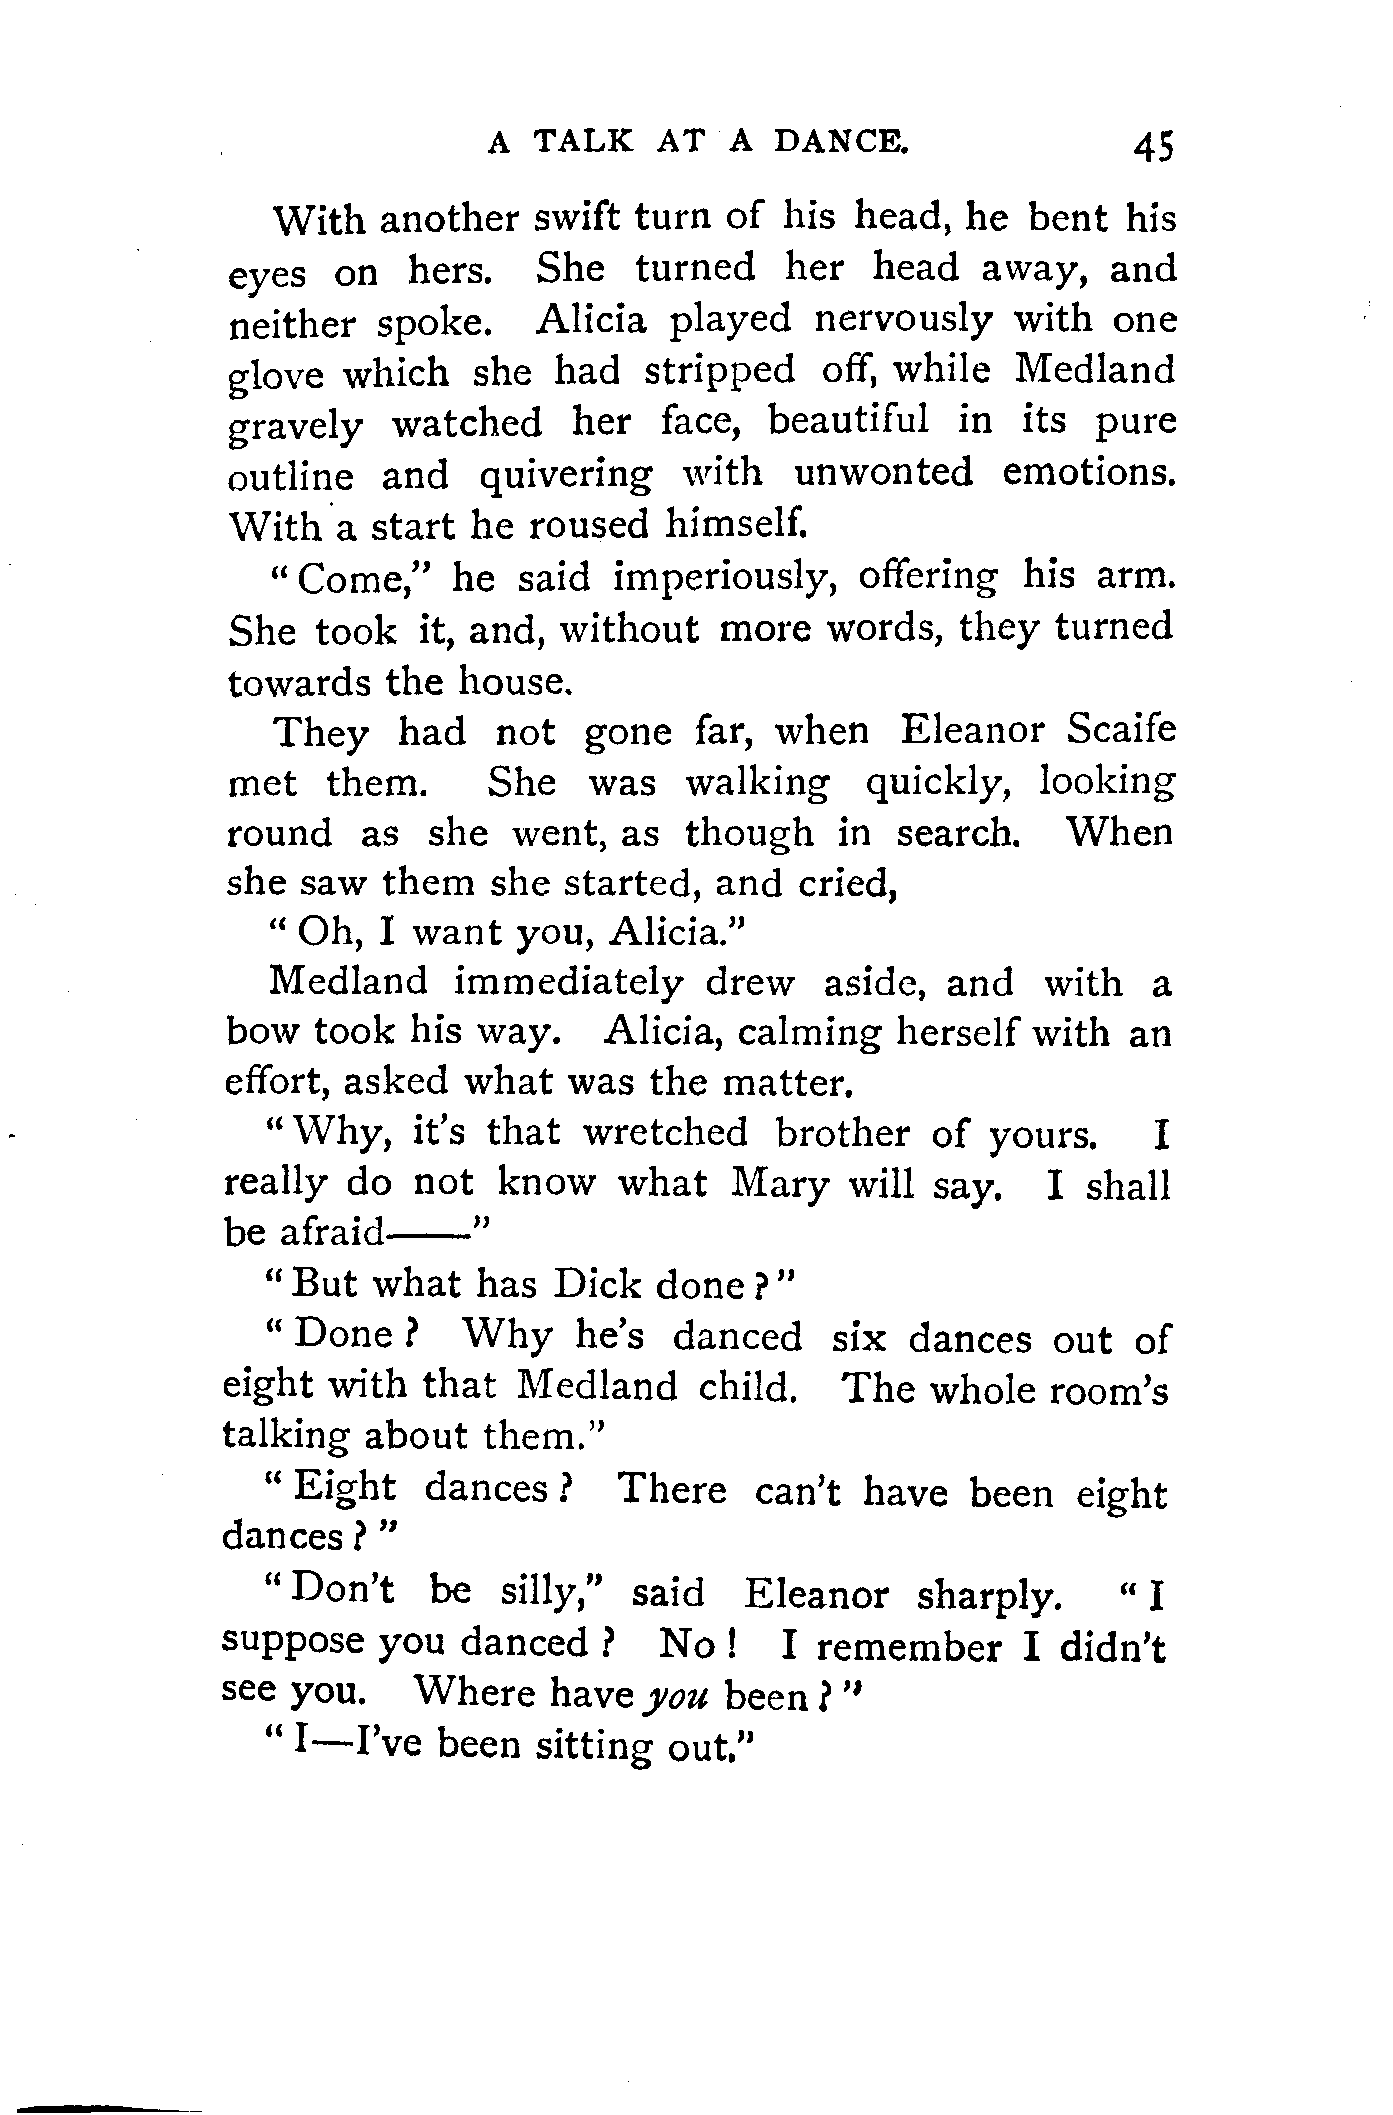 A TALK AT A DANCE. 45
With another swift turn of his head, he bent his
eyes on hers. She turned her head away, and
neither spoke. Alicia played nervously with one
glove which she had stripped off, while Medland
gravely watched her face, beautiful in its pure
outline and quivering with unwonted emotions.
With a start he roused himself.
“ Come,” he said imperiously, offering his arm.
She took it, and, without more words, they turned
towards the house.
They had not gone far, when Eleanor Scaife
met them. She was walking quickly, looking
round as she went, as though in search. When
she saw them she started, and cried,
“ Oh, I want you, Alicia.”
Medland immediately drew aside, and with a
bow took his way. Alicia, calming herself with an
effort, asked what was the matter.
“ Why, it’s that wretched brother of yours. I
really do not know what Mary will say. I shall
be afraid——”
“ But what has Dick done ? ”
“ Done ? Why he’s danced six dances out of
eight with that Medland child. The whole room’s
talking about them.”
“ Eight dances ? There can’t have been eight
dances ? ”
“ Don’t be silly,” said Eleanor sharply. “ I
suppose you danced ? No ! I remember I didn’t
see you. Where have you been ? ”
“ I—I’ve been sitting out.”